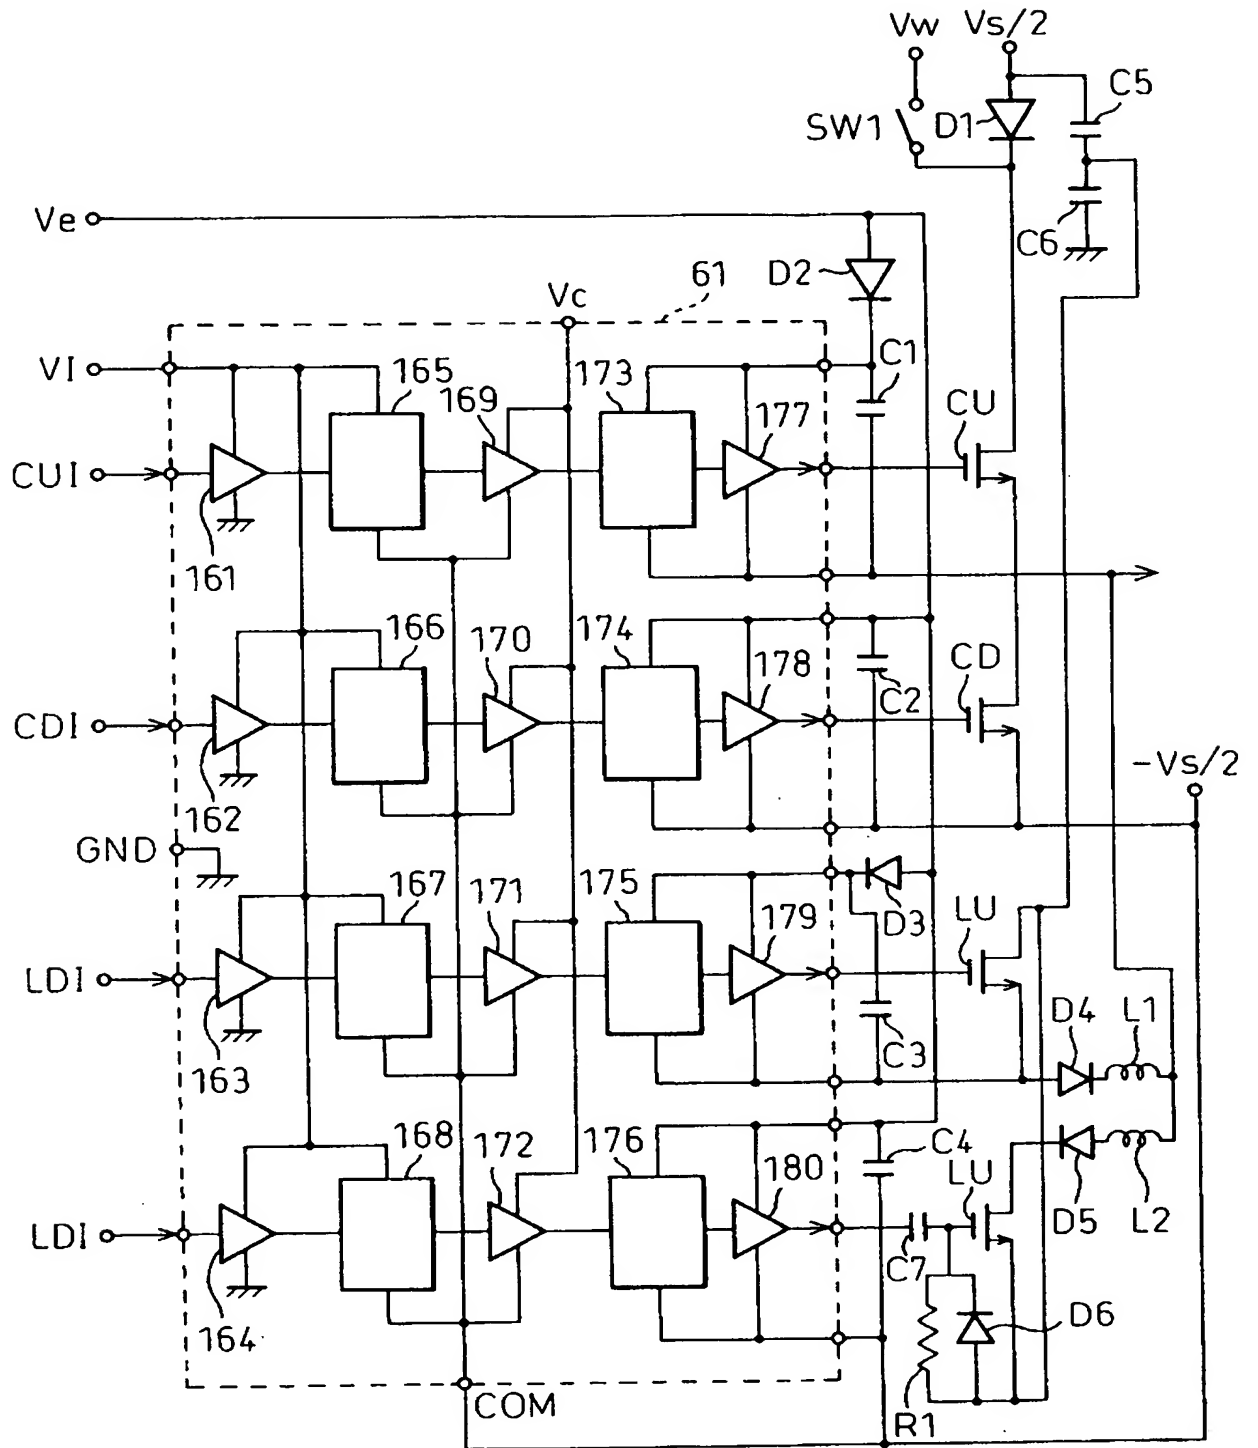 Vw Vs/2
C5
SW1 D1
Ve
C6
D2
61
Vc
VI
165 173 C1
169 177 CU
CUI
161
166 170 174 CD
178 C2
CDI
-Vs/2
162
GND
167 171 175 D3 LU
179
LDI
D4 L1
C3
163
168 172 176 C4
180 LU
D5 L2
LDI
C7
164 D6
COM R1